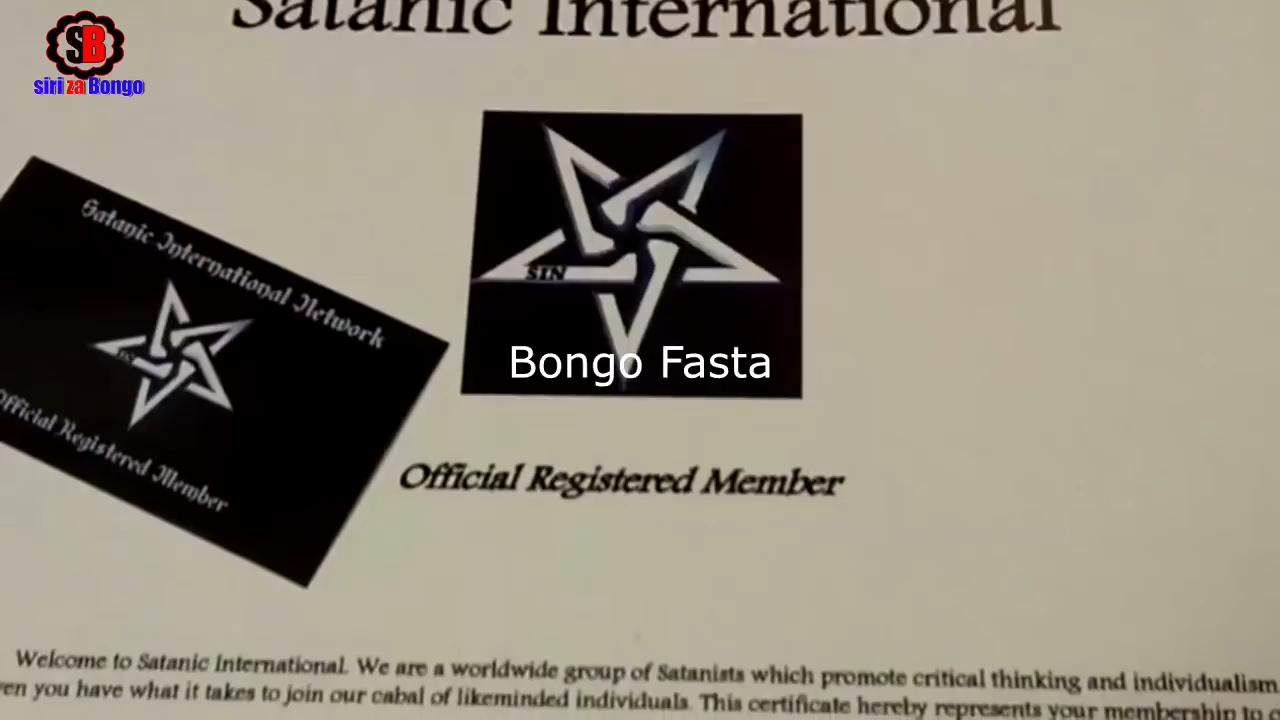 Satanic International
SB
siri za Bongo
Satanic International Network
SIN
Bongo Fasta
Official Registered Member
Official Registered Member
Welcome to Satanic International. We are a worldwide group of Satanists which promote critical thinking and individualism.
you have what it takes to join our cabal of likeminded individuals. This certificate hereby represents your membership to